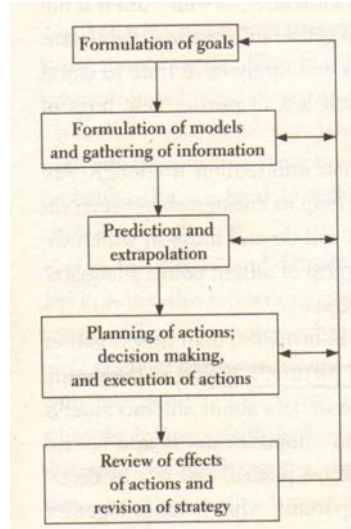 Formulation of goals
Formulation of models
and gathering of information
Prediction and
extrapolation
Planning of actions;
decision making,
and execution of actions
Review of effects
of actions and
revision of strategy